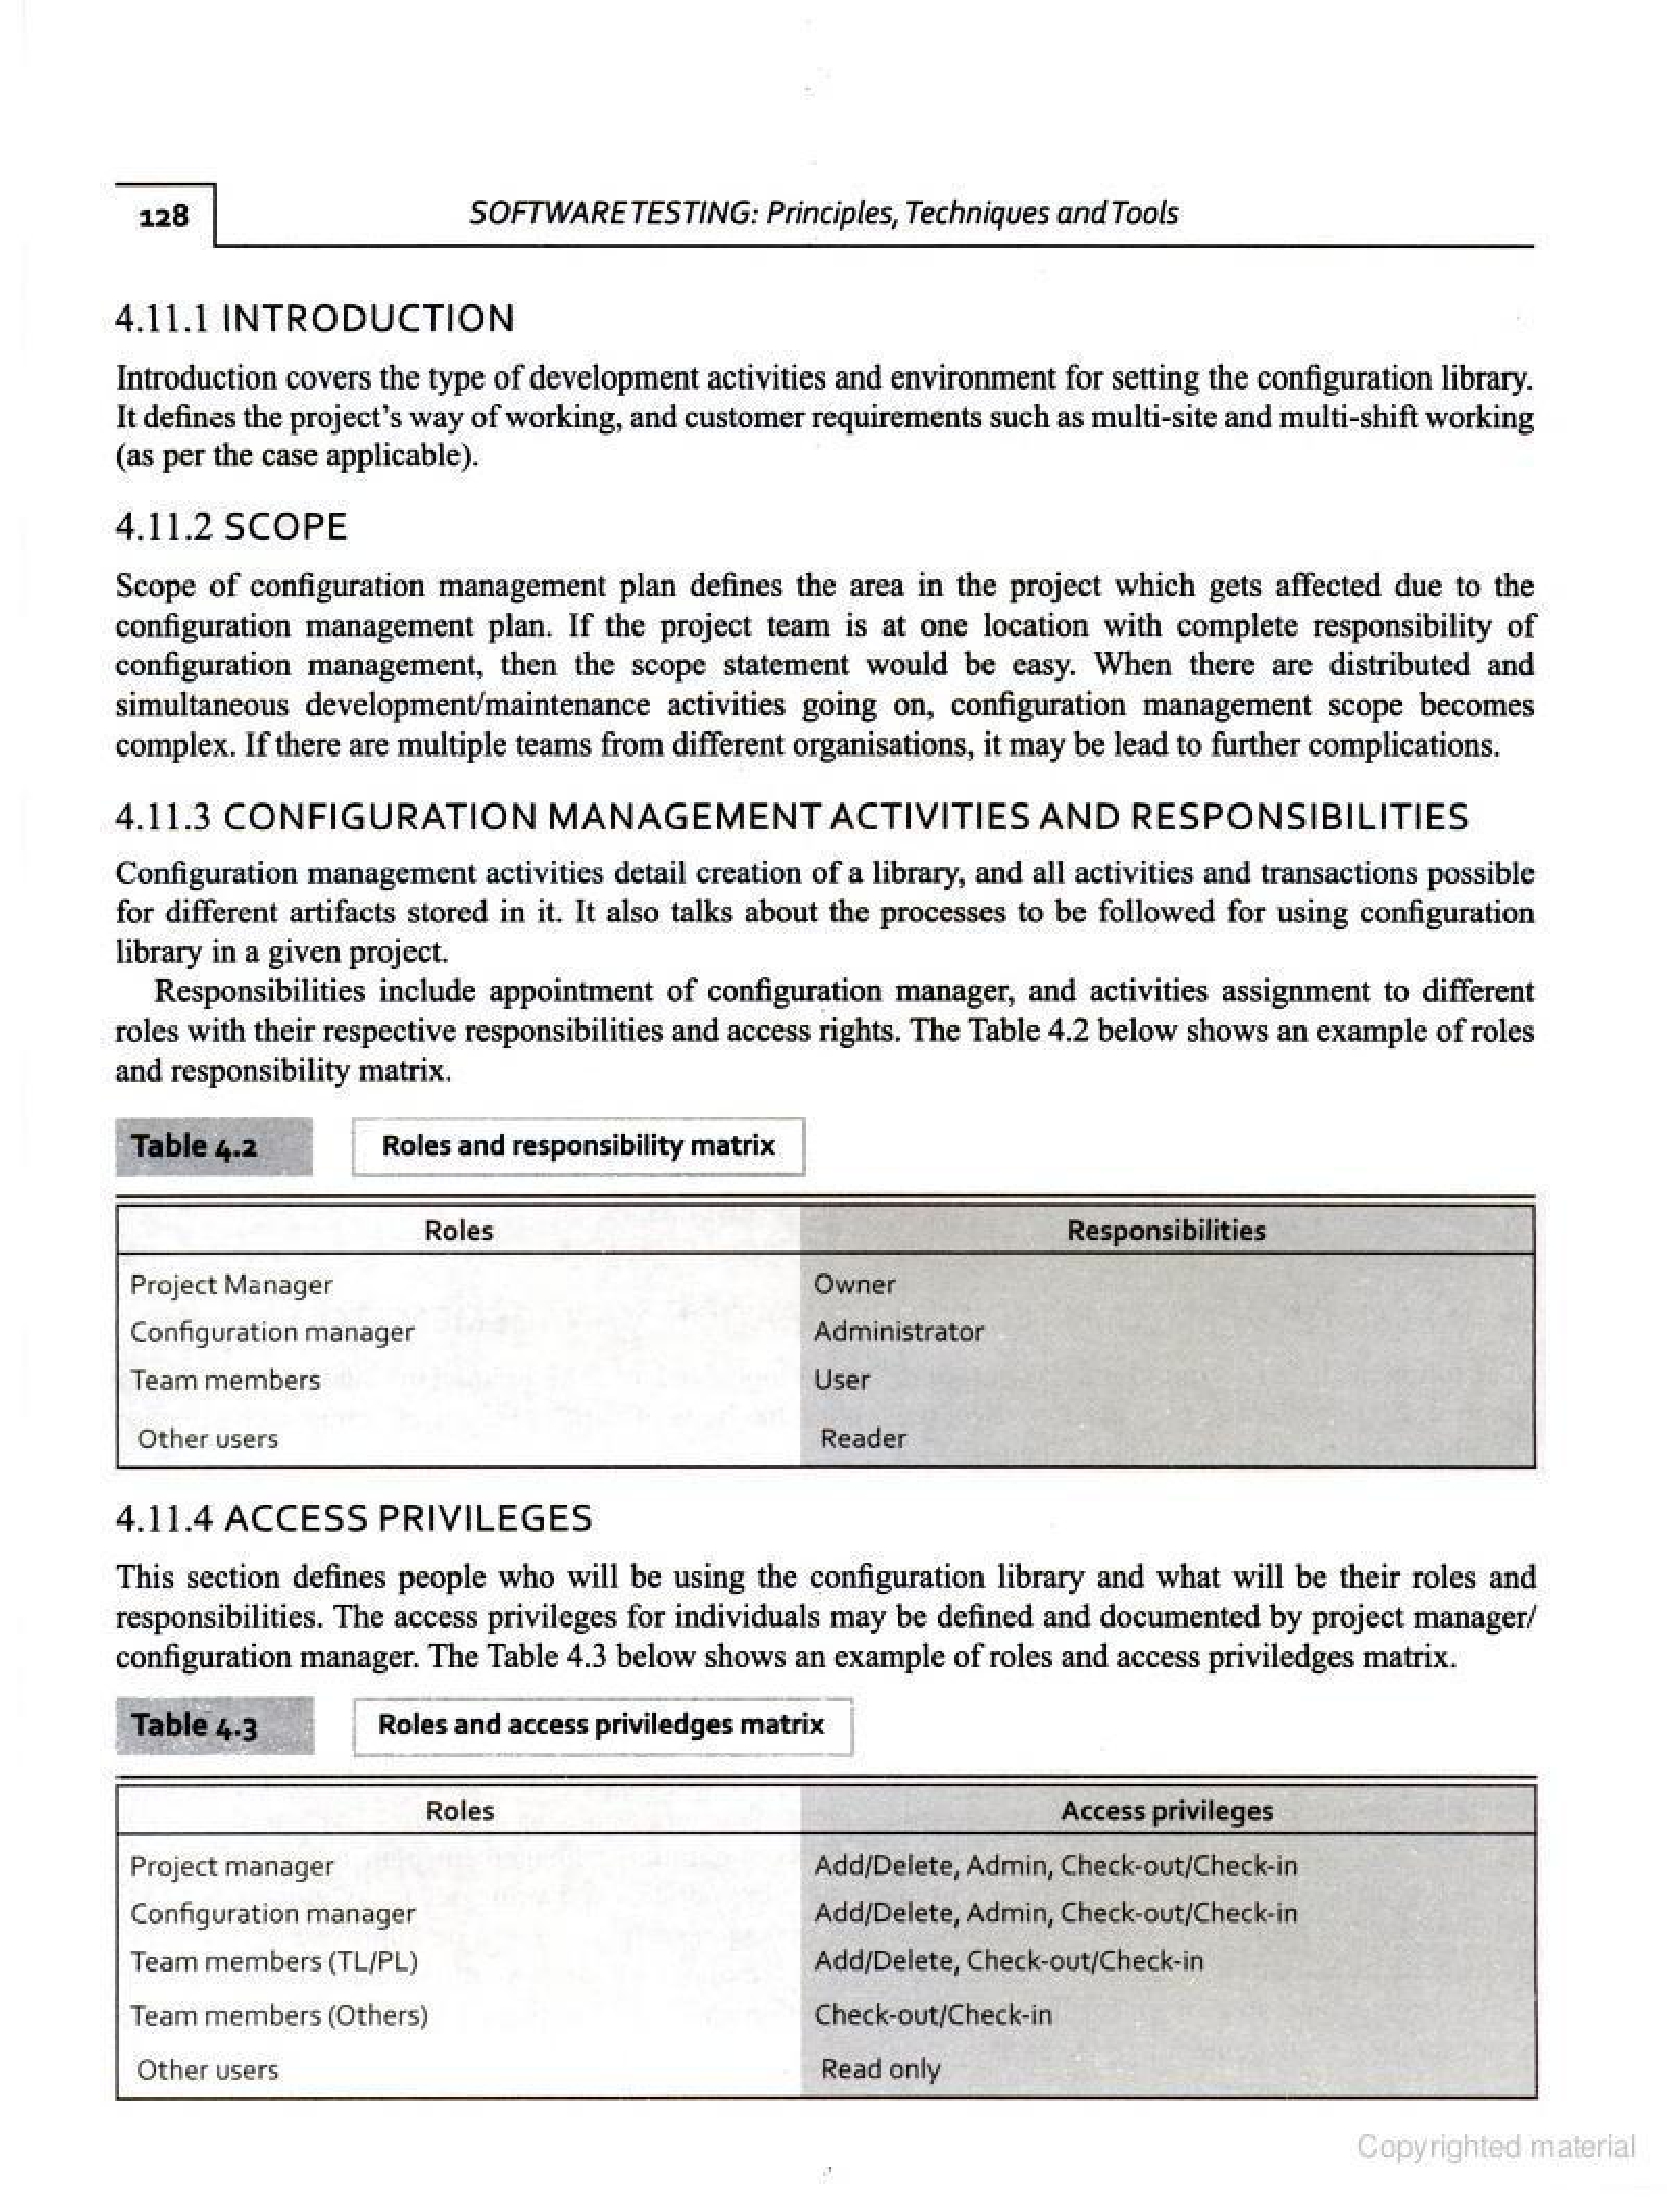 128
SOFTWARE TESTING: Principles, Techniques and Tools
4.11.1 INTRODUCTION
Introduction covers the type of development activities and environment for setting the configuration library.
It defines the project's way of working, and customer requirements such as multi-site and multi-shift working
(as per the case applicable).
4.11.2 SCOPE
Scope of configuration management plan defines the area in the project which gets affected due to the
configuration management plan. If the project team is at one location with complete responsibility of
configuration management, then the scope statement would be easy. When there are distributed and
simultaneous development/maintenance activities going on, configuration management scope becomes
complex. If there are multiple teams from different organisations, it may be lead to further complications.
4.11.3 CONFIGURATION MANAGEMENT ACTIVITIES AND RESPONSIBILITIES
Configuration management activities detail creation of a library, and all activities and transactions possible
for different artifacts stored in it. It also talks about the processes to be followed for using configuration
library in a given project.
Responsibilities include appointment of configuration manager, and activities assignment to different
roles with their respective responsibilities and access rights. The Table 4.2 below shows an example of roles
and responsibility matrix.
Table 4.2 Roles and responsibility matrix
Roles Responsibilities
Project Manager Owner
Configuration manager Administrator
Team members User
Other users Reader
4.11.4 ACCESS PRIVILEGES
This section defines people who will be using the configuration library and what will be their roles and
responsibilities. The access privileges for individuals may be defined and documented by project manager/
configuration manager. The Table 4.3 below shows an example of roles and access priviledges matrix.
Table 4.3 Roles and access priviledges matrix
Roles Access privileges
Project manager Add/Delete, Admin, Check-out/Check-in
Configuration manager Add/Delete, Admin, Check-out/Check-in
Team members (TL/PL) Add/Delete, Check-out/Check-in
Team members (Others) Check-out/Check-in
Other users Read only
Copyrighted material